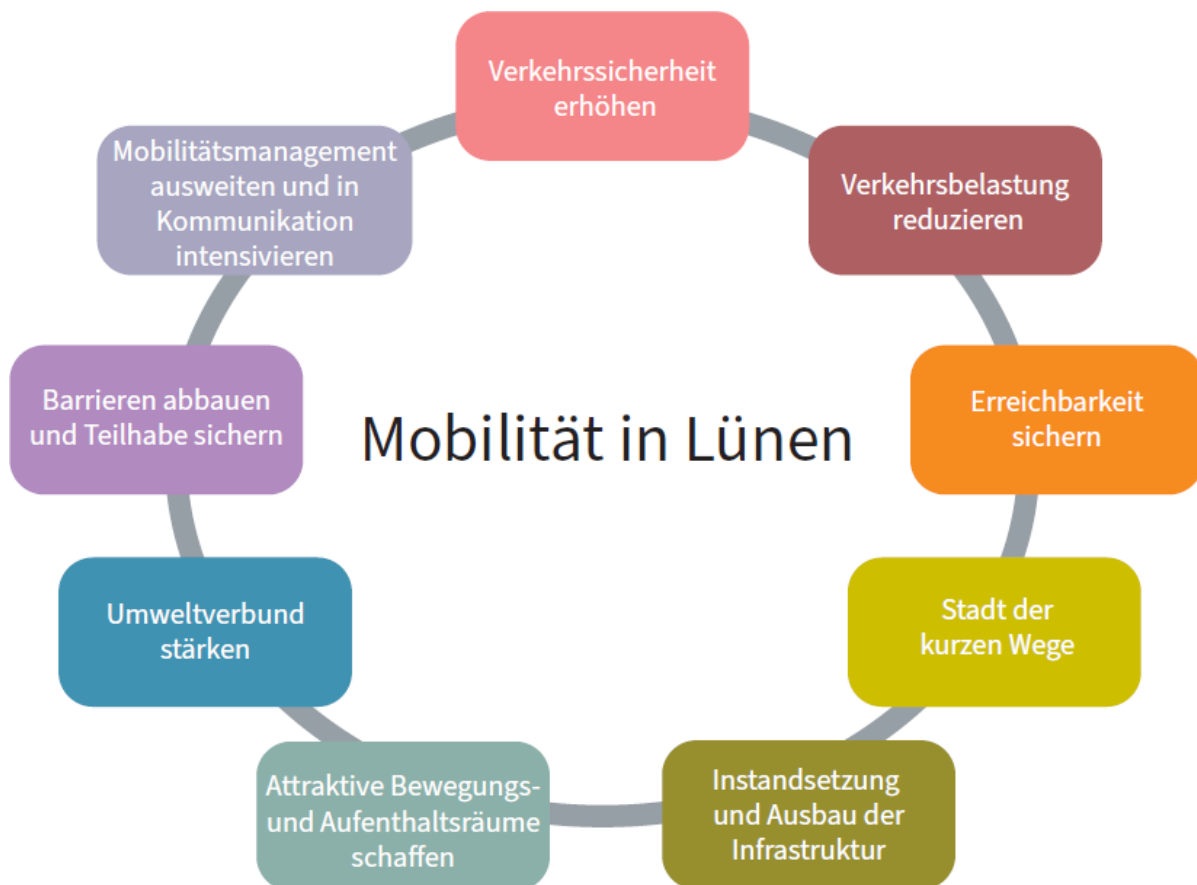 Verkehrssicherheit
erhöhen
Verkehrsbelastung
reduzieren
Erreichbarkeit
sichern
Stadt der
kurzen Wege
Instandsetzung
und Ausbau der
Infrastruktur
Attraktive Bewegungs-
und Aufenthaltsräume
schaffen
Umweltverbund
stärken
Barrieren abbauen
und Teilhabe sichern
Mobilitätsmanagement
ausweiten und in
Kommunikation
intensivieren
Mobilität in Lünen